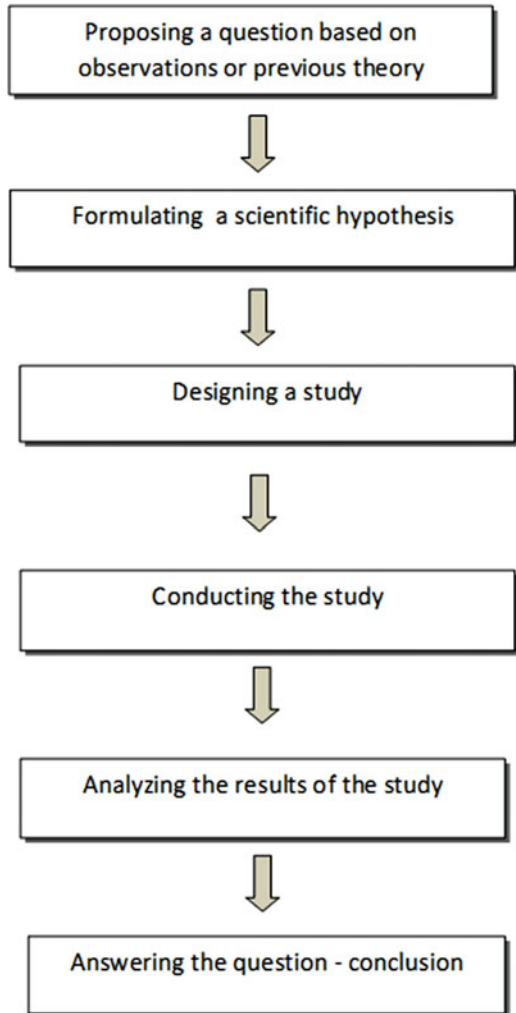 Proposing a question based on
observations or previous theory
Formulating a scientific hypothesis
Designing a study
Conducting the study
Analyzing the results of the study
Answering the question - conclusion